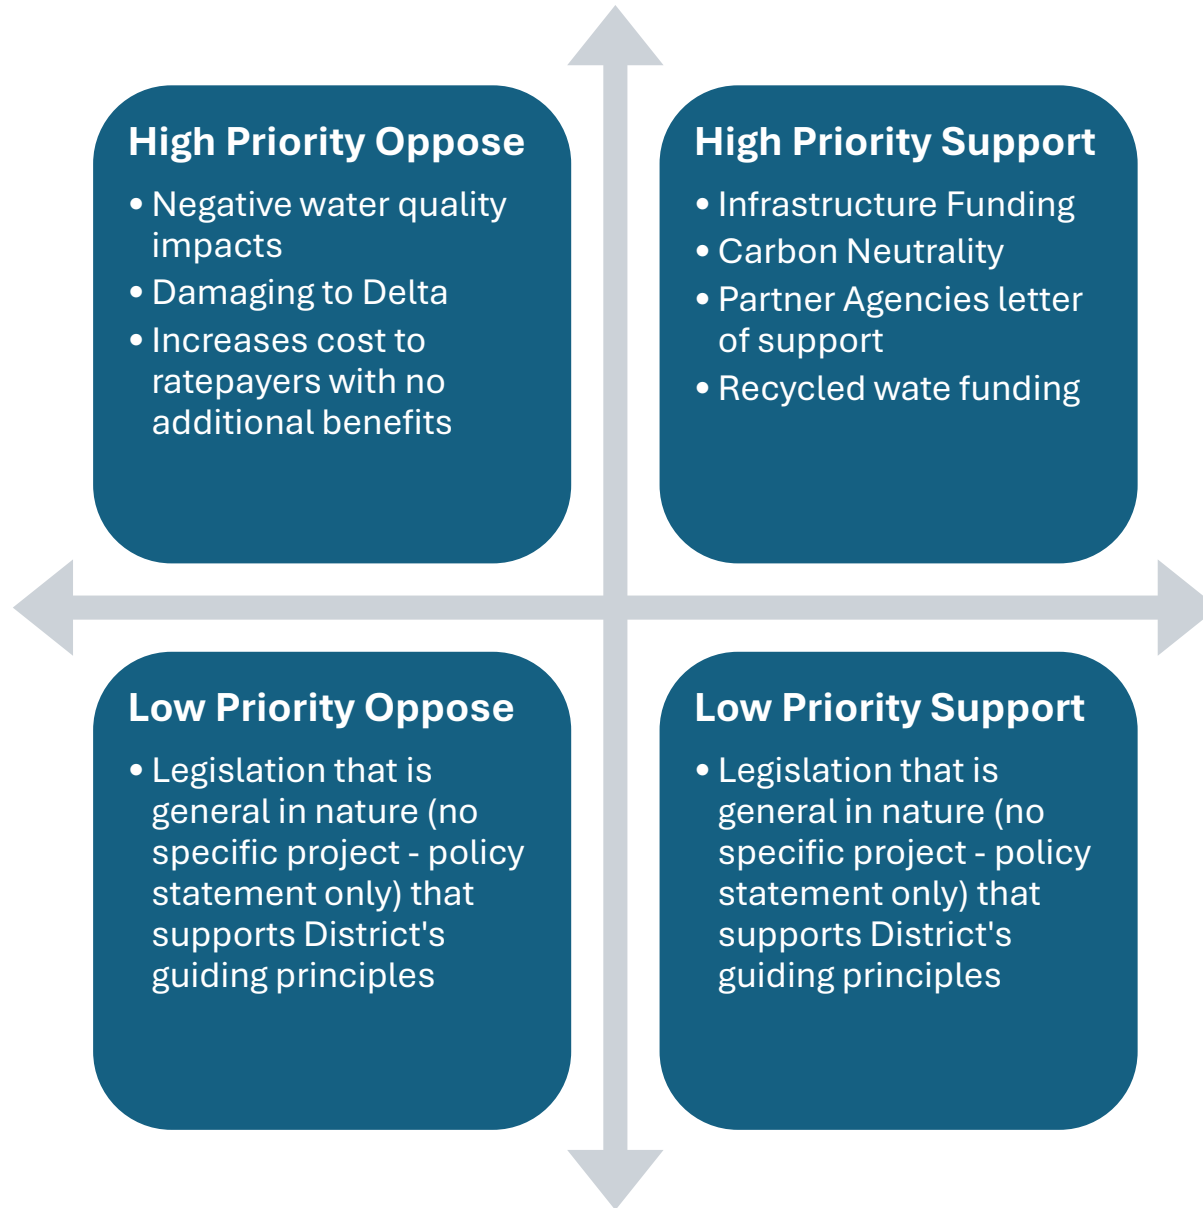 High Priority Oppose
• Negative water quality
impacts
• Damaging to Delta
• Increases cost to
ratepayers with no
additional benefits
High Priority Support
• Infrastructure Funding
• Carbon Neutrality
• Partner Agencies letter
of support
• Recycled wate funding
Low Priority Oppose
• Legislation that is
general in nature (no
specific project - policy
statement only) that
supports District's
guiding principles
Low Priority Support
• Legislation that is
general in nature (no
specific project - policy
statement only) that
supports District's
guiding principles